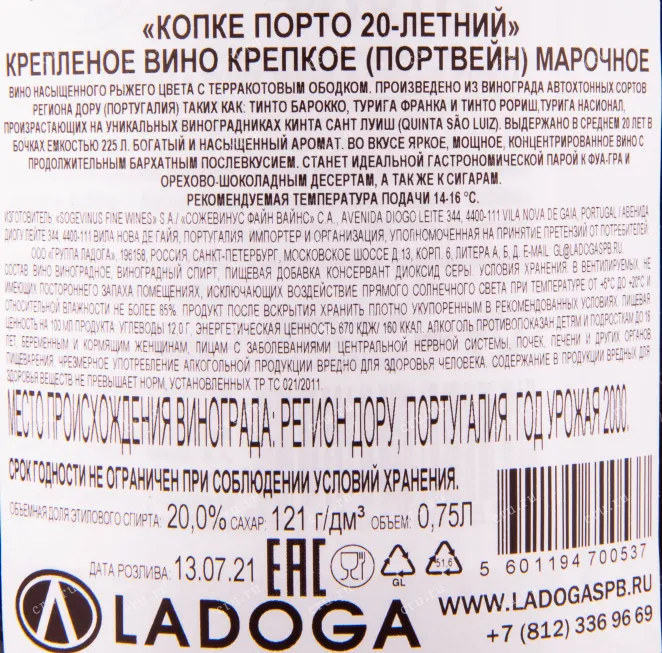 «КОПКЕ ПОРТО 20-ЛЕТНИЙ»
КРЕПЛЕНОЕ ВИНО КРЕПКОЕ (ПОРТВЕЙН) МАРОЧНОЕ
ВИНО НАСЫЩЕННОГО РЫЖЕГО ЦВЕТА С ТЕРРАКОТОВЫМ ОБОДКОМ. ПРОИЗВЕДЕНО ИЗ ВИНОГРАДА АВТОХТОННЫХ СОРТОВ
РЕГИОНА ДОРУ (ПОРТУГАЛИЯ) ТАКИХ КАК: ТИНТО БАРОККО, ТУРИГА ФРАНКА И ТИНТО РОРИШ,ТУРИГА НАСИОНАЛ,
ПРОИЗРАСТАЮЩИХ НА УНИКАЛЬНЫХ ВИНОГРАДНИКАХ КИНТА САНТ ЛУИШ (QUINTA SÃO LUIZ). ВЫДЕРЖАНО В СРЕДНЕМ 20 ЛЕТ В
БОЧКАХ ЕМКОСТЬЮ 225 Л. БОГАТЫЙ И НАСЫЩЕННЫЙ АРОМАТ. ВО ВКУСЕ ЯРКОЕ, МОЩНОЕ, КОНЦЕНТРИРОВАННОЕ ВИНО С
ПРОДОЛЖИТЕЛЬНЫМ БАРХАТНЫМ ПОСЛЕВКУСИЕМ. СТАНЕТ ИДЕАЛЬНОЙ ГАСТРОНОМИЧЕСКОЙ ПАРОЙ К ФУА-ГРА И
ОРЕХОВО-ШОКОЛАДНЫМ ДЕСЕРТАМ, А ТАК ЖЕ К СИГАРАМ.
РЕКОМЕНДУЕМАЯ ТЕМПЕРАТУРА ПОДАЧИ 14-16 °С.
ИЗГОТОВИТЕЛЬ: «SOGEVINUS FINE WINES» S.A./ «СОЖЕВИНУС ФАЙН ВАЙНС» С.А., AVENIDA DIOGO LEITE 344, 4400-111 VILA NOVA DE GAIA, PORTUGAL / АВЕНИДА
ДИОГУ ЛЕЙТЕ 344, 4400-111 ВИЛА НОВА ДЕ ГАЙЯ, ПОРТУГАЛИЯ. ИМПОРТЕР И ОРГАНИЗАЦИЯ, УПОЛНОМОЧЕННАЯ НА ПРИНЯТИЕ ПРЕТЕНЗИЙ ОТ ПОТРЕБИТЕЛЕЙ:
ООО «ГРУППА ЛАДОГА», 196158, РОССИЯ, САНКТ-ПЕТЕРБУРГ, МОСКОВСКОЕ ШОССЕ Д.13, КОРП. 6, ЛИТЕРА А, Б, Д. E-MAIL: GL@LADOGASPB.RU
СОСТАВ: ВИНО ВИНОГРАДНОЕ, ВИНОГРАДНЫЙ СПИРТ, ПИЩЕВАЯ ДОБАВКА КОНСЕРВАНТ ДИОКСИД СЕРЫ. УСЛОВИЯ ХРАНЕНИЯ: В ВЕНТИЛИРУЕМЫХ, НЕ
ИМЕЮЩИХ ПОСТОРОННЕГО ЗАПАХА ПОМЕЩЕНИЯХ, ИСКЛЮЧАЮЩИХ ВОЗДЕЙСТВИЕ ПРЯМОГО СОЛНЕЧНОГО СВЕТА ПРИ ТЕМПЕРАТУРЕ ОТ +5°С ДО +20°С И
ОТНОСИТЕЛЬНОЙ ВЛАЖНОСТИ НЕ БОЛЕЕ 85%. ПРОДУКТ ПОСЛЕ ВСКРЫТИЯ ХРАНИТЬ ПЛОТНО УКУПОРЕННЫМ В РЕКОМЕНДОВАННЫХ УСЛОВИЯХ. ПИЩЕВАЯ
ЦЕННОСТЬ НА 100 МЛ ПРОДУКТА: УГЛЕВОДЫ 12.0 Г, ЭНЕРГЕТИЧЕСКАЯ ЦЕННОСТЬ 670 КДЖ/ 160 ККАЛ. АЛКОГОЛЬ ПРОТИВОПОКАЗАН ДЕТЯМ И ПОДРОСТКАМ ДО 18
ЛЕТ, БЕРЕМЕННЫМ И КОРМЯЩИМ ЖЕНЩИНАМ, ЛИЦАМ С ЗАБОЛЕВАНИЯМИ ЦЕНТРАЛЬНОЙ НЕРВНОЙ СИСТЕМЫ, ПОЧЕК, ПЕЧЕНИ И ДРУГИХ ОРГАНОВ
ПИЩЕВАРЕНИЯ. ЧРЕЗМЕРНОЕ УПОТРЕБЛЕНИЕ АЛКОГОЛЬНОЙ ПРОДУКЦИИ ВРЕДНО ДЛЯ ЗДОРОВЬЯ ЧЕЛОВЕКА. СОДЕРЖАНИЕ В ПРОДУКЦИИ ВРЕДНЫХ ДЛЯ
ЗДОРОВЬЯ ВЕЩЕСТВ НЕ ПРЕВЫШАЕТ НОРМ, УСТАНОВЛЕННЫХ ТР ТС 021/2011.
МЕСТО ПРОИСХОЖДЕНИЯ ВИНОГРАДА: РЕГИОН ДОРУ, ПОРТУГАЛИЯ. ГОД УРОЖАЯ 2000.
СРОК ГОДНОСТИ НЕ ОГРАНИЧЕН ПРИ СОБЛЮДЕНИИ УСЛОВИЙ ХРАНЕНИЯ.
ОБЪЕМНАЯ ДОЛЯ ЭТИЛОВОГО СПИРТА: 20,0% САХАР: 121 г/дм³ ОБЪЕМ: 0,75Л
ДАТА РОЗЛИВА: 13.07.21
EAC
GL
51,6
5 601194 700537
LADOGA
WWW.LADOGASPB.RU
+7 (812) 336 96 69